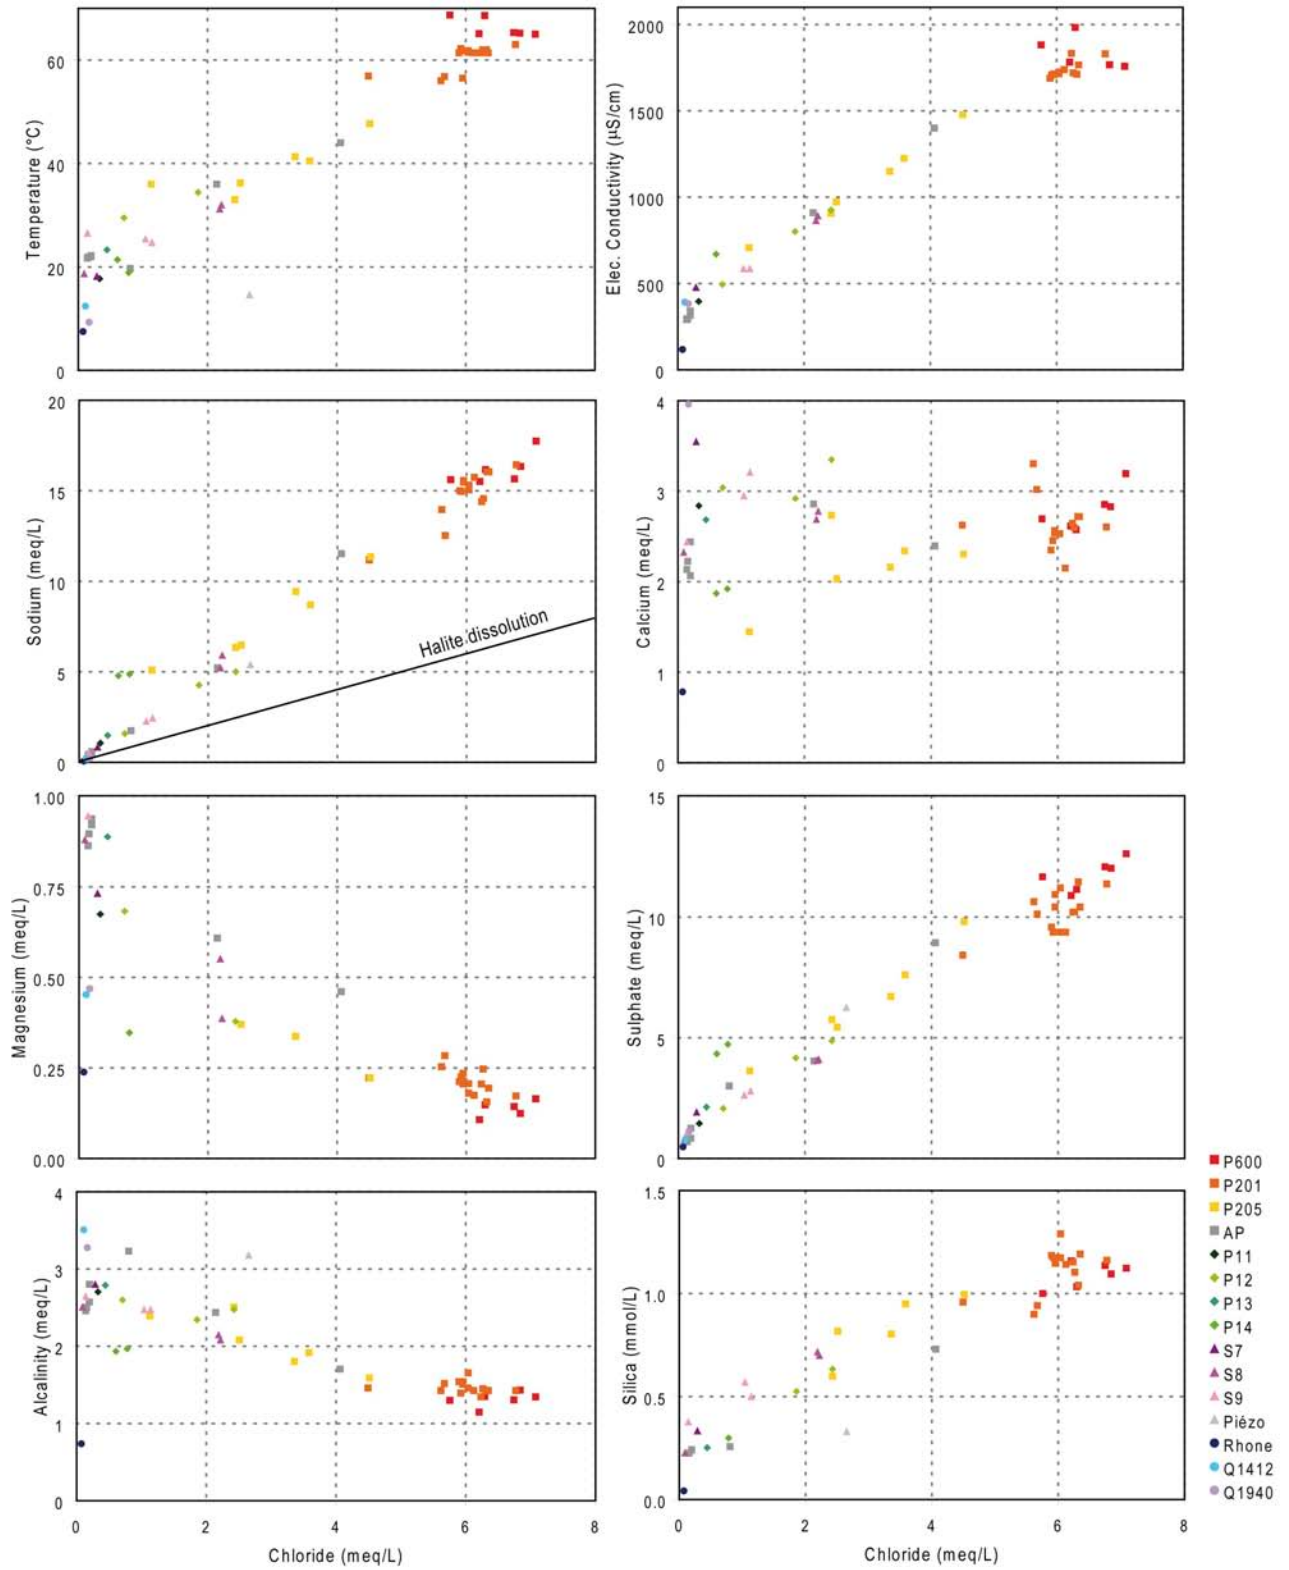 Temperature (°C)
60
40
20
0
Elec. Conductivity (µS/cm)
2000
1500
1000
500
0
Sodium (meq/L)
20
15
10
5
0
Halite dissolution
Calcium (meq/L)
4
3
2
1
0
Magnesium (meq/L)
1.00
0.75
0.50
0.25
0.00
Sulphate (meq/L)
15
10
5
0
Alcalinity (meq/L)
4
3
2
1
0
0 2 4 6 8
Chloride (meq/L)
Silica (mmol/L)
1.5
1.0
0.5
0.0
0 2 4 6 8
Chloride (meq/L)
P600
P201
P205
AP
P11
P12
P13
P14
S7
S8
S9
Piézo
Rhone
Q1412
Q1940